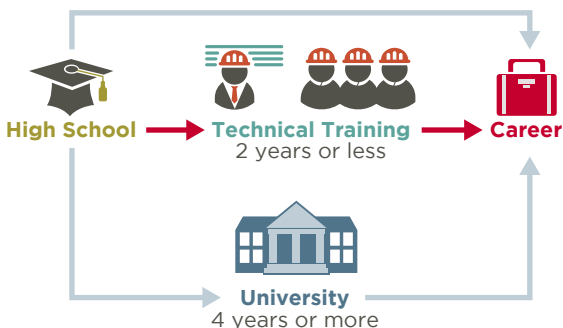 High School
Technical Training
2 years or less
Career
University
4 years or more